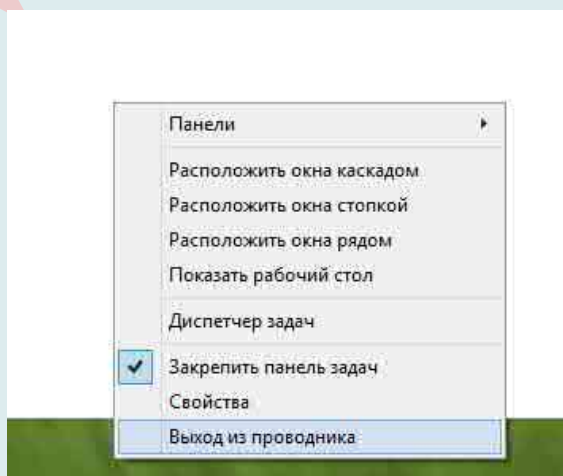 Панели
Расположить окна каскадом
Расположить окна стопкой
Расположить окна рядом
Показать рабочий стол
Диспетчер задач
Закрепить панель задач
Свойства
Выход из проводника